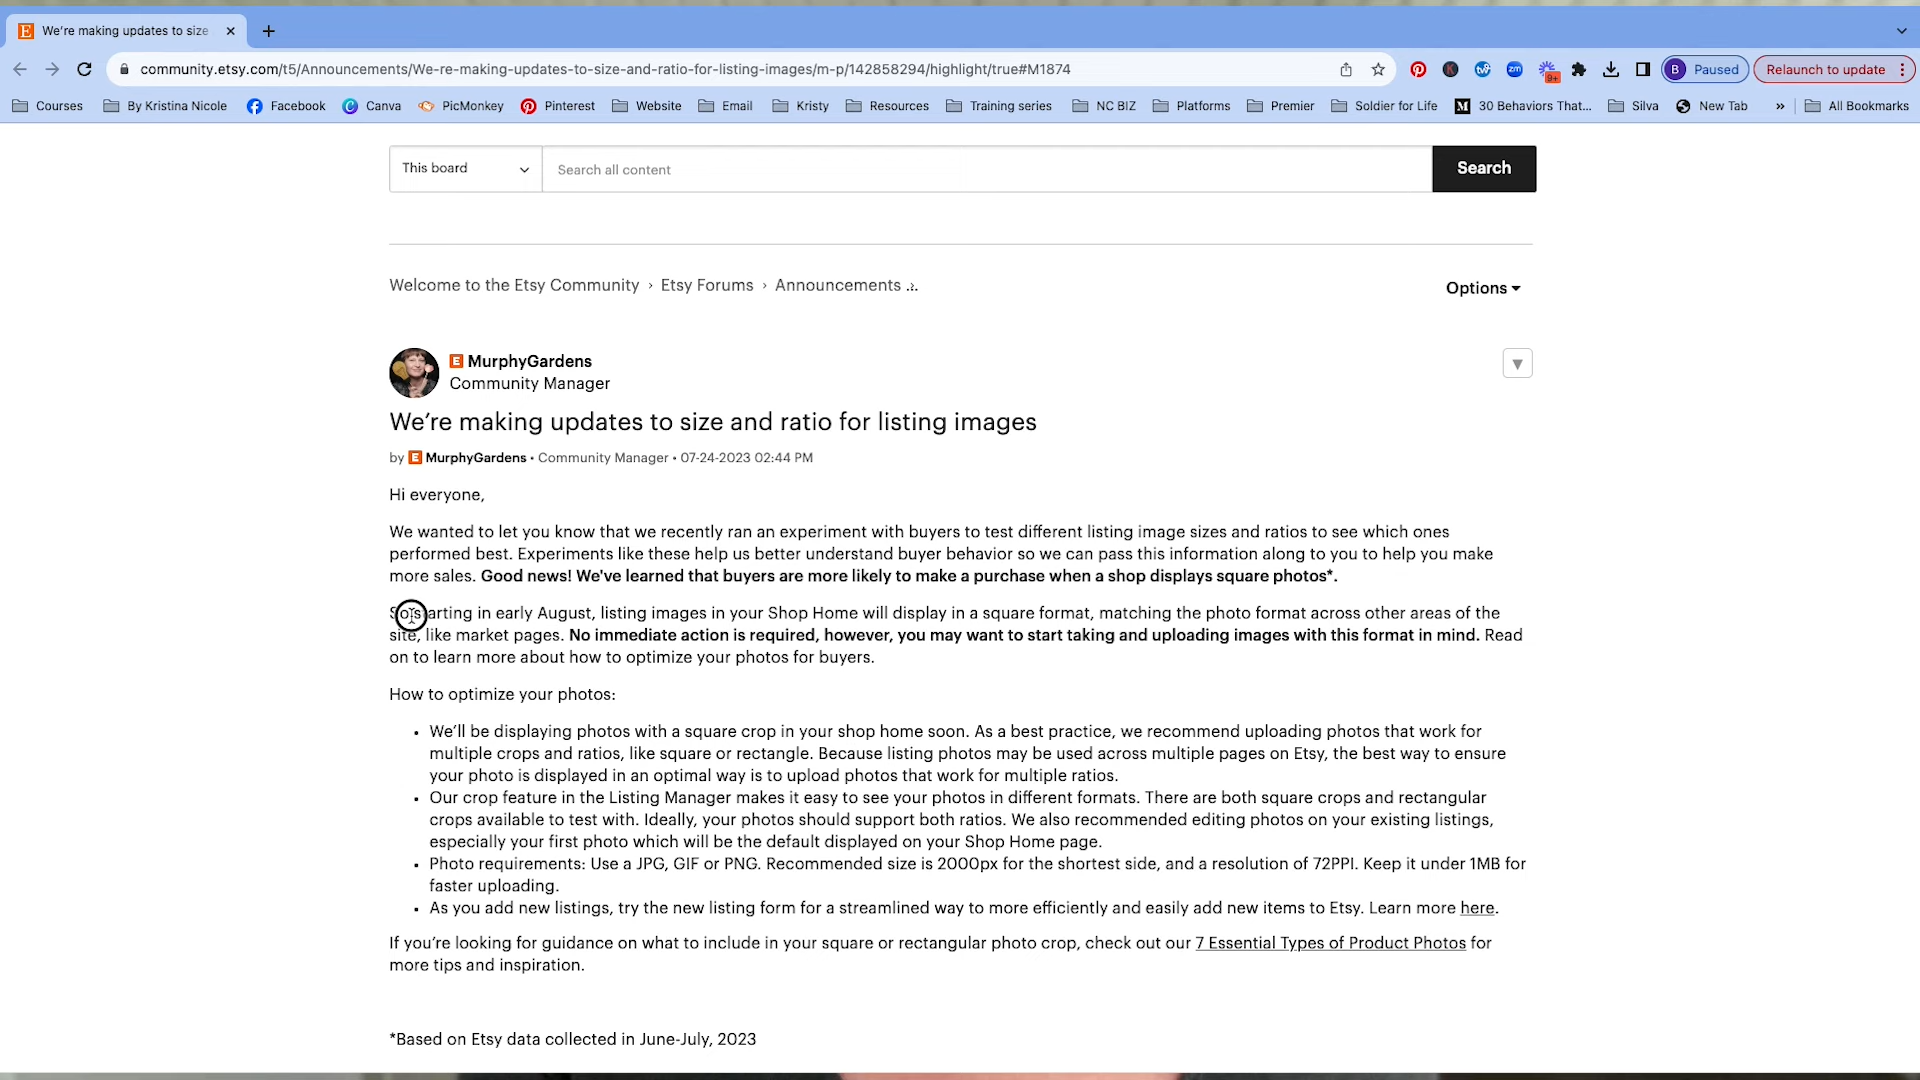 We're making updates to size
community.etsy.com/t5/Announcements/We-re-making-updates-to-size-and-ratio-for-listing-images/m-p/142858294/highlight/true#M1874
K
tv
zm
9+
B Paused
Relaunch to update
Courses By Kristina Nicole Facebook Canva PicMonkey Pinterest Website Email Kristy Resources Training series NC BIZ Platforms Premier Soldier for Life 30 Behaviors That... Silva New Tab » All Bookmarks
This board Search all content Search
Welcome to the Etsy Community › Etsy Forums › Announcements ...
Options
E MurphyGardens
Community Manager
We're making updates to size and ratio for listing images
by E MurphyGardens • Community Manager • 07-24-2023 02:44 PM
Hi everyone,
We wanted to let you know that we recently ran an experiment with buyers to test different listing image sizes and ratios to see which ones
performed best. Experiments like these help us better understand buyer behavior so we can pass this information along to you to help you make
more sales. Good news! We've learned that buyers are more likely to make a purchase when a shop displays square photos*.
So starting in early August, listing images in your Shop Home will display in a square format, matching the photo format across other areas of the
site, like market pages. No immediate action is required, however, you may want to start taking and uploading images with this format in mind. Read
on to learn more about how to optimize your photos for buyers.
How to optimize your photos:
• We'll be displaying photos with a square crop in your shop home soon. As a best practice, we recommend uploading photos that work for
multiple crops and ratios, like square or rectangle. Because listing photos may be used across multiple pages on Etsy, the best way to ensure
your photo is displayed in an optimal way is to upload photos that work for multiple ratios.
• Our crop feature in the Listing Manager makes it easy to see your photos in different formats. There are both square crops and rectangular
crops available to test with. Ideally, your photos should support both ratios. We also recommended editing photos on your existing listings,
especially your first photo which will be the default displayed on your Shop Home page.
• Photo requirements: Use a JPG, GIF or PNG. Recommended size is 2000px for the shortest side, and a resolution of 72PPI. Keep it under 1MB for
faster uploading.
• As you add new listings, try the new listing form for a streamlined way to more efficiently and easily add new items to Etsy. Learn more here.
If you're looking for guidance on what to include in your square or rectangular photo crop, check out our 7 Essential Types of Product Photos for
more tips and inspiration.
*Based on Etsy data collected in June-July, 2023